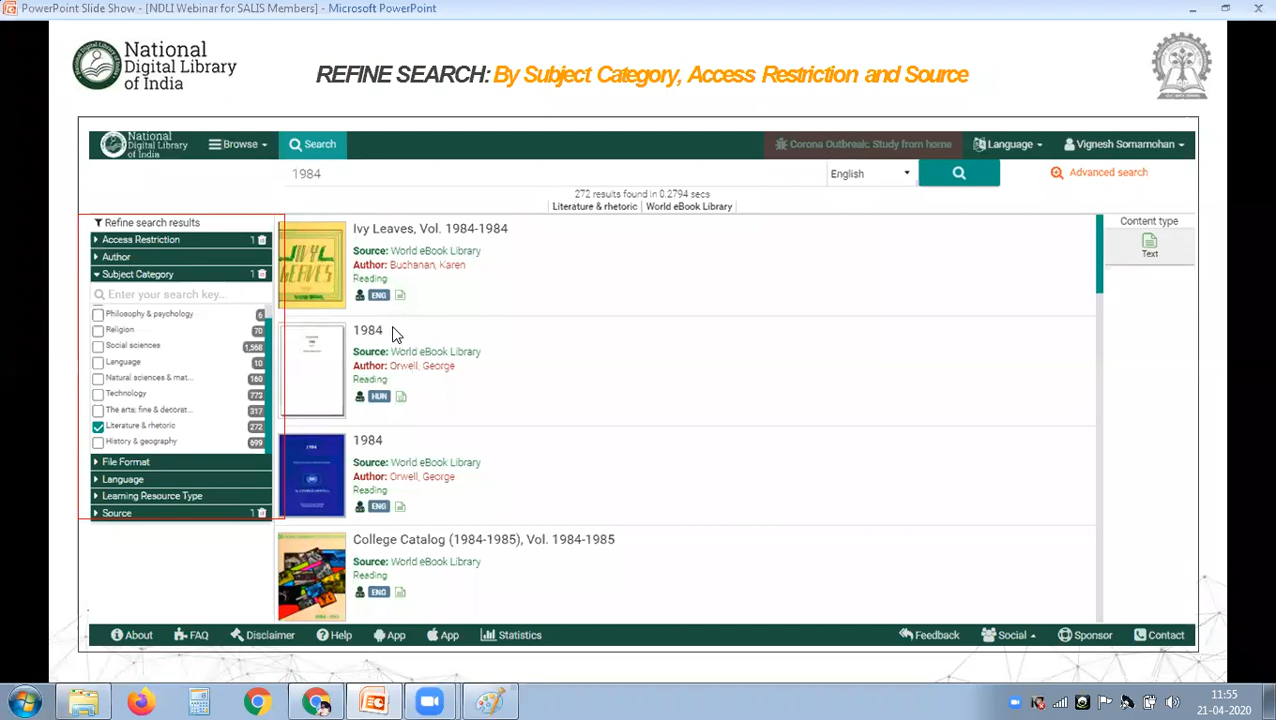 PowerPoint Slide Show - [NDLI Webinar for SALIS Members] - Microsoft PowerPoint
National
Digital Library
of India
REFINE SEARCH: By Subject Category, Access Restriction and Source
National
Digital Library
of India
Browse
Search
Corona Outbreak: Study from home
Language
Vignesh Sornamohan
1984
English
Advanced search
272 results found in 0.2794 secs
Literature & rhetoric | World eBook Library
Refine search results
Access Restriction 1
Author
Subject Category 1
Enter your search key...
Philosophy & psychology 6
Religion 70
Social sciences 1,568
Language 10
Natural sciences & mat... 160
Technology 773
The arts; fine & decorat... 317
Literature & rhetoric 272
History & geography 699
File Format
Language
Learning Resource Type
Source 1
Ivy Leaves, Vol. 1984-1984
Source: World eBook Library
Author: Buchanan, Karen
Reading
ENG
1984
Source: World eBook Library
Author: Orwell, George
Reading
HUN
1984
Source: World eBook Library
Author: Orwell, George
Reading
ENG
College Catalog (1984-1985), Vol. 1984-1985
Source: World eBook Library
Reading
ENG
Content type
Text
About
FAQ
Disclaimer
Help
App
App
Statistics
Feedback
Social
Sponsor
Contact
11:55
21-04-2020